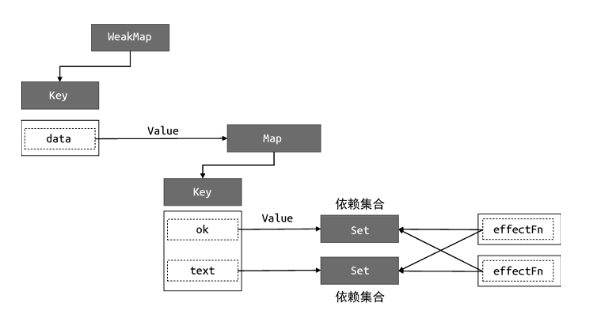 WeakMap
Key
data
Value
Map
Key
ok
Value
依赖集合
Set
effectFn
text
Set
effectFn
依赖集合